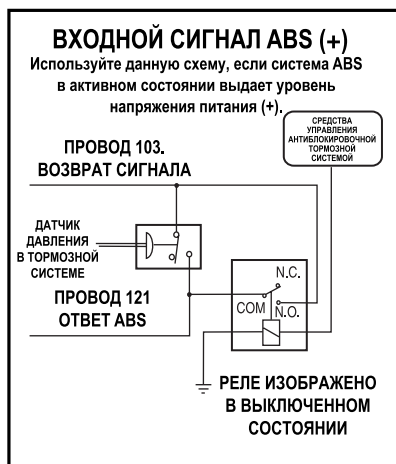 ВХОДНОЙ СИГНАЛ ABS (+)
Используйте данную схему, если система ABS
в активном состоянии выдает уровень
напряжения питания (+).
СРЕДСТВА
УПРАВЛЕНИЯ
АНТИБЛОКИРОВОЧНОЙ
ТОРМОЗНОЙ
СИСТЕМОЙ
ПРОВОД 103.
ВОЗВРАТ СИГНАЛА
ДАТЧИК
ДАВЛЕНИЯ
В ТОРМОЗНОЙ
СИСТЕМЕ
N.C.
COM
N.O.
ПРОВОД 121
ОТВЕТ ABS
РЕЛЕ ИЗОБРАЖЕНО
В ВЫКЛЮЧЕННОМ
СОСТОЯНИИ